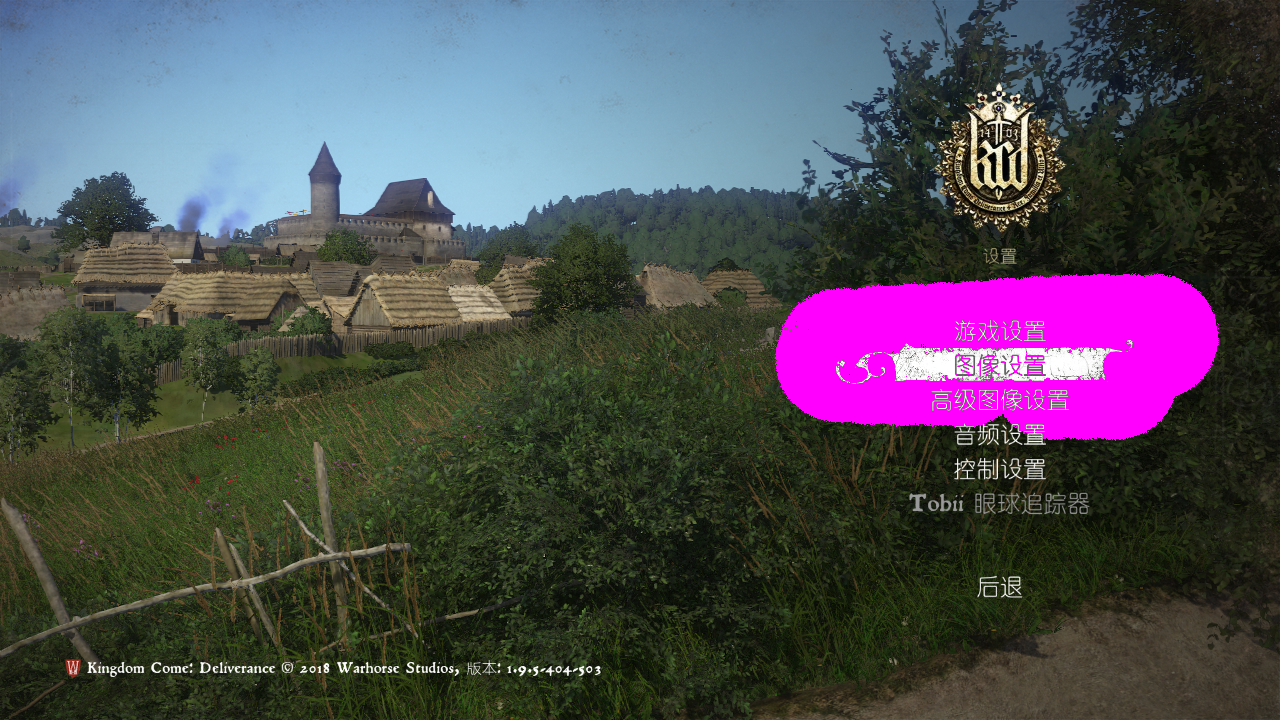 14 03
设置
游戏设置
图像设置
高级图像设置
音频设置
控制设置
Tobii 眼球追踪器
后退
W Kingdom Come: Deliverance © 2018 Warhorse Studios, 版本: 1.9.5-404-503